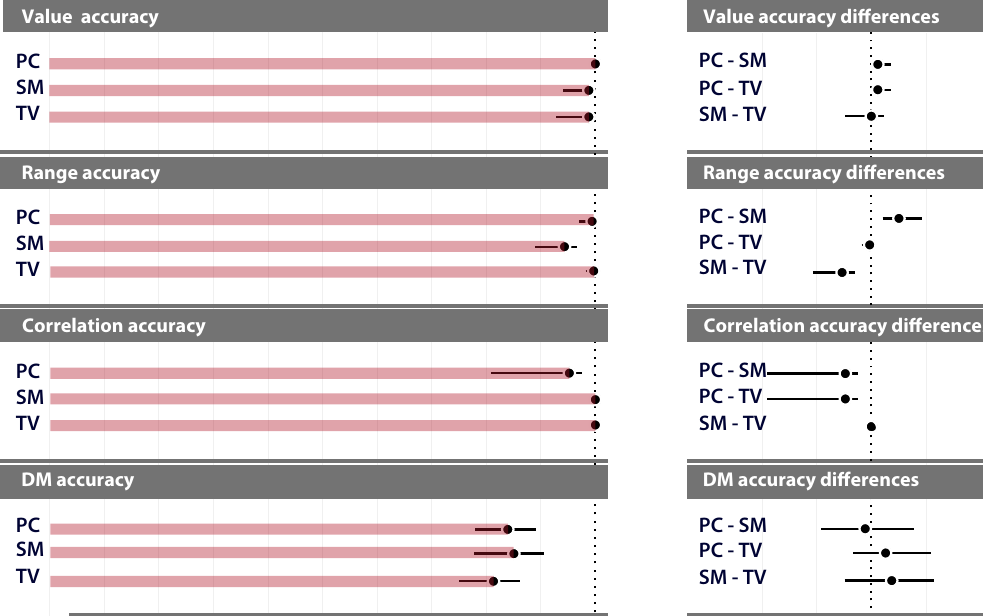 Value accuracy
PC
SM
TV
Value accuracy differences
PC - SM
PC - TV
SM - TV
Range accuracy
PC
SM
TV
Range accuracy differences
PC - SM
PC - TV
SM - TV
Correlation accuracy
PC
SM
TV
Correlation accuracy difference
PC - SM
PC - TV
SM - TV
DM accuracy
PC
SM
TV
DM accuracy differences
PC - SM
PC - TV
SM - TV